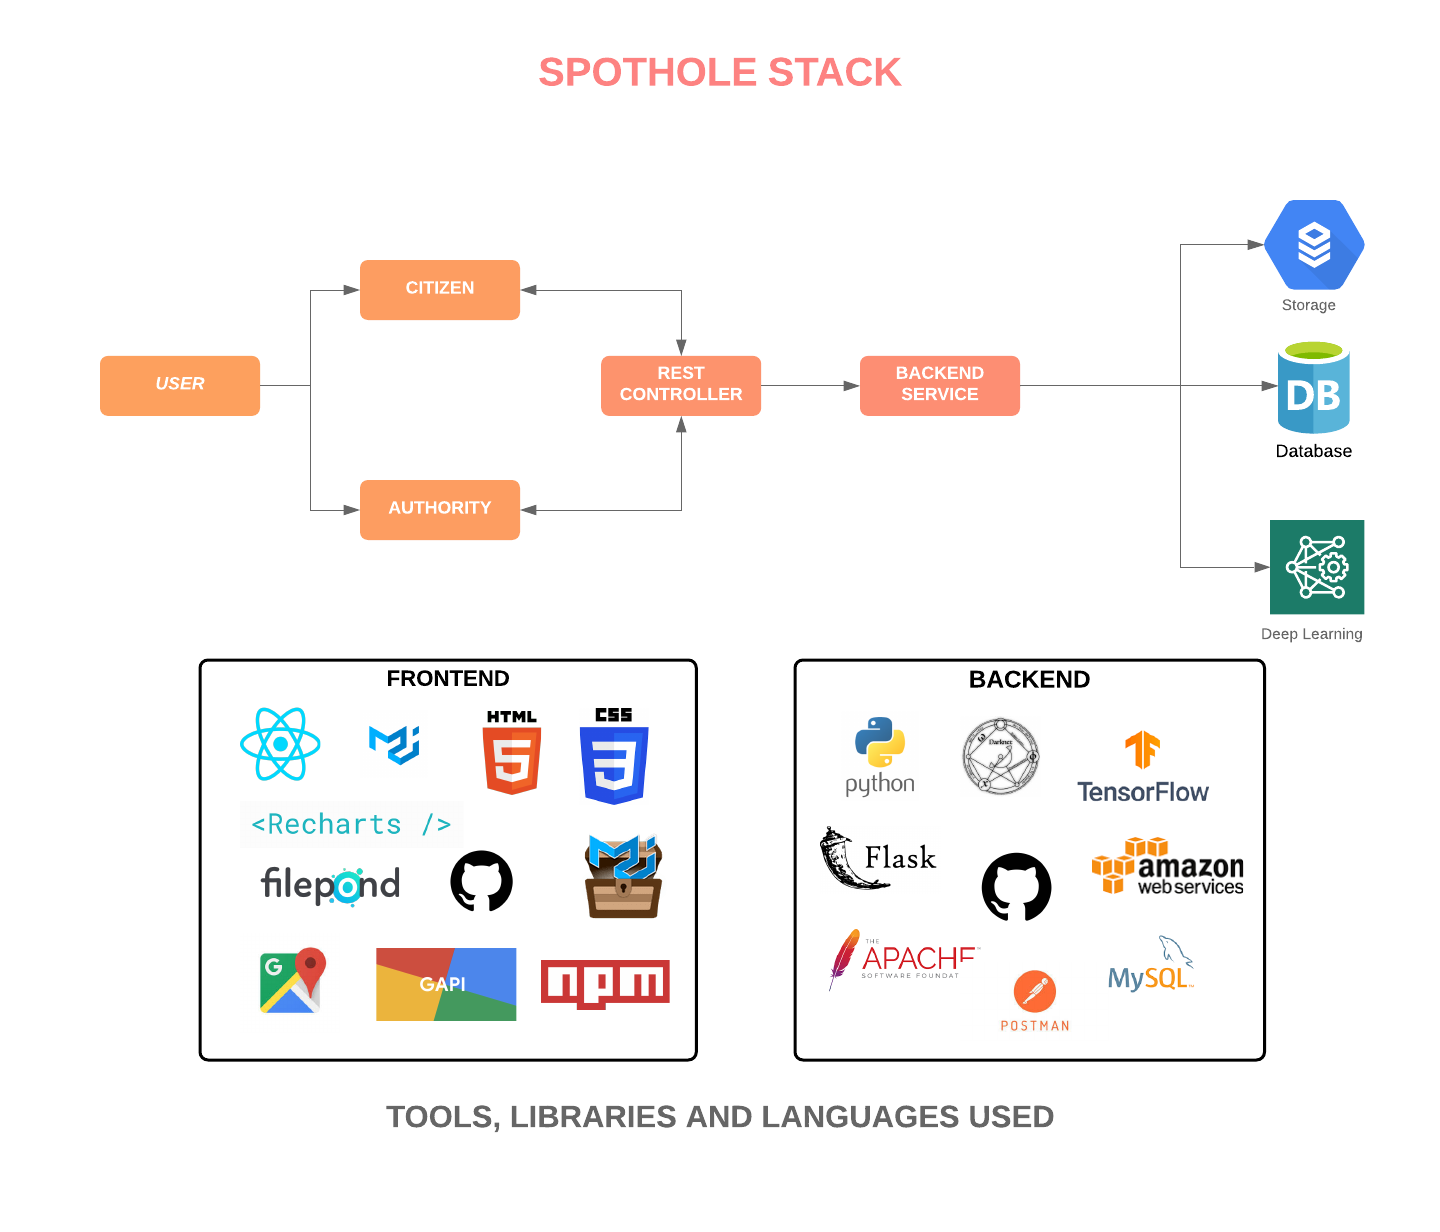 SPOTHOLE STACK
Storage
CITIZEN
USER
REST
CONTROLLER
BACKEND
SERVICE
DB
Database
AUTHORITY
Deep Learning
FRONTEND
HTML
5
CSS
3
<Recharts />
filepond
G
GAPI
npm
BACKEND
python
Darknet
TensorFlow
Flask
amazon
web services
THE
APACHE
SOFTWARE FOUNDAT
MySQL
POSTMAN
TOOLS, LIBRARIES AND LANGUAGES USED